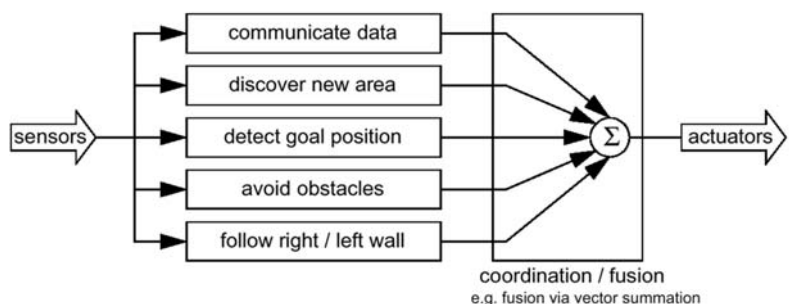 communicate data
discover new area
sensors
detect goal position
Σ
actuators
avoid obstacles
follow right / left wall
coordination / fusion
e.g. fusion via vector summation